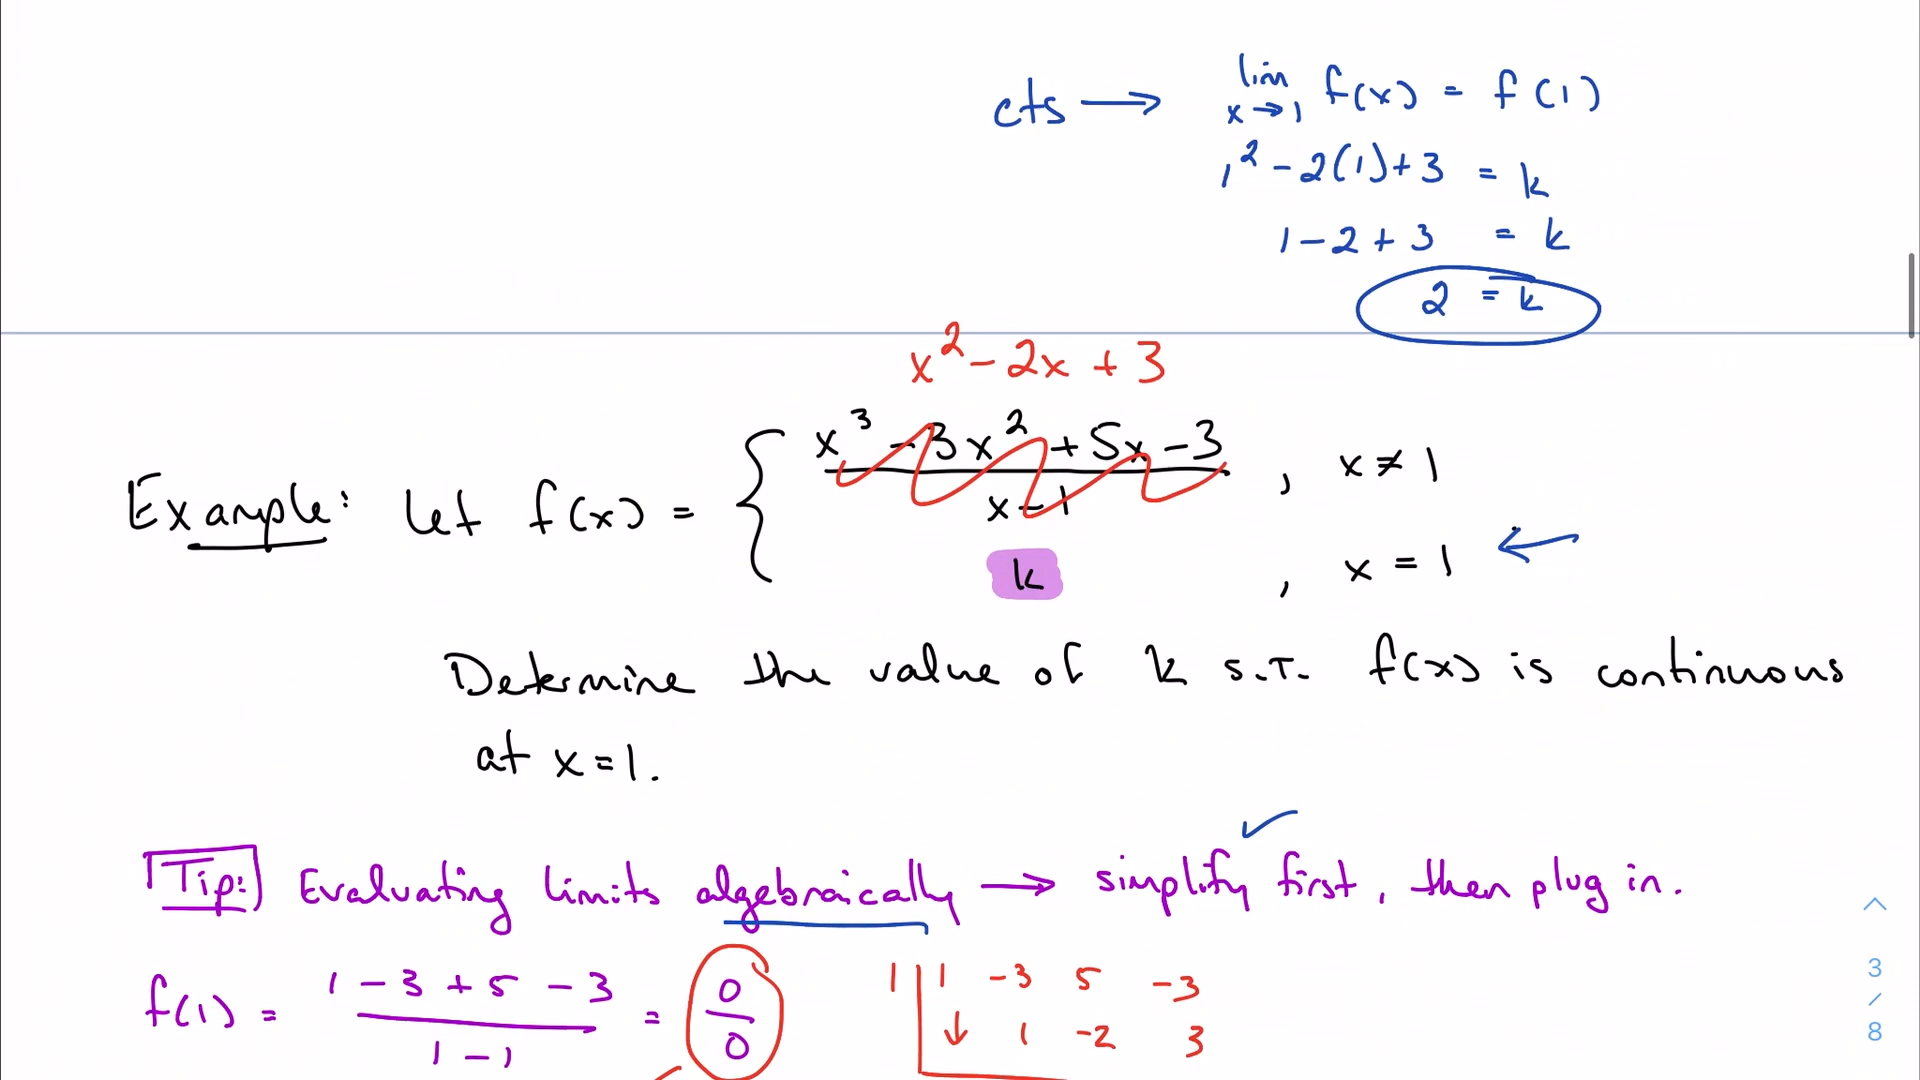 cts → lim x→1 f(x) = f(1)
1² - 2(1) + 3 = k
1 - 2 + 3 = k
2 = k
x² - 2x + 3
x³ - 3x² + 5x - 3 , x ≠ 1
Example: Let f(x) = {
x - 1
k , x = 1 ←
Determine the value of k s.t. f(x) is continuous
at x = 1.
✓
Tip: Evaluating limits algebraically → simplify first, then plug in.
1 | 1 -3 5 -3
f(1) = (1 - 3 + 5 - 3) / (1 - 1) = 0/0
↓ 1 -2 3
^
3
/
8